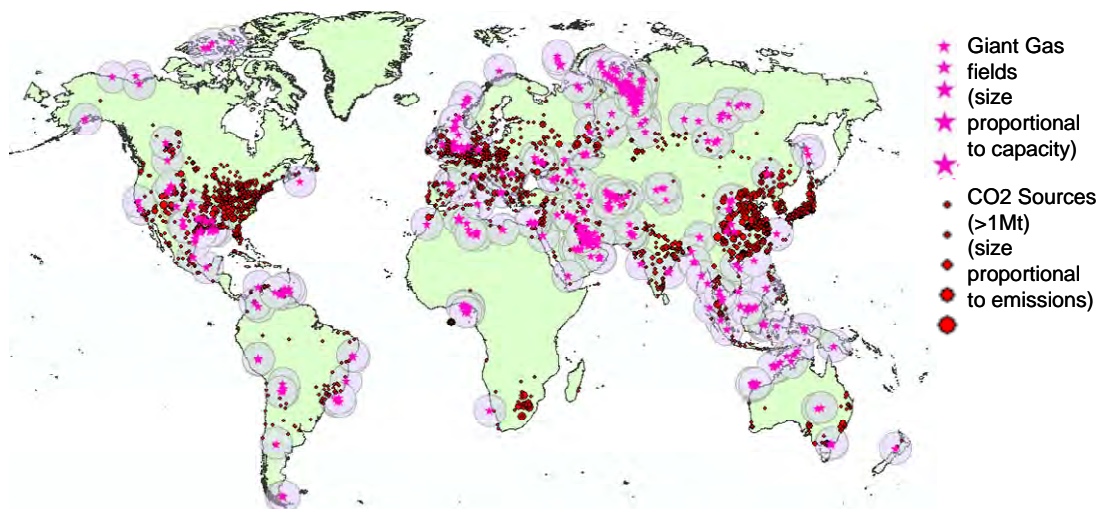 Giant Gas
fields
(size
proportional
to capacity)
CO2 Sources
(>1Mt)
(size
proportional
to emissions)